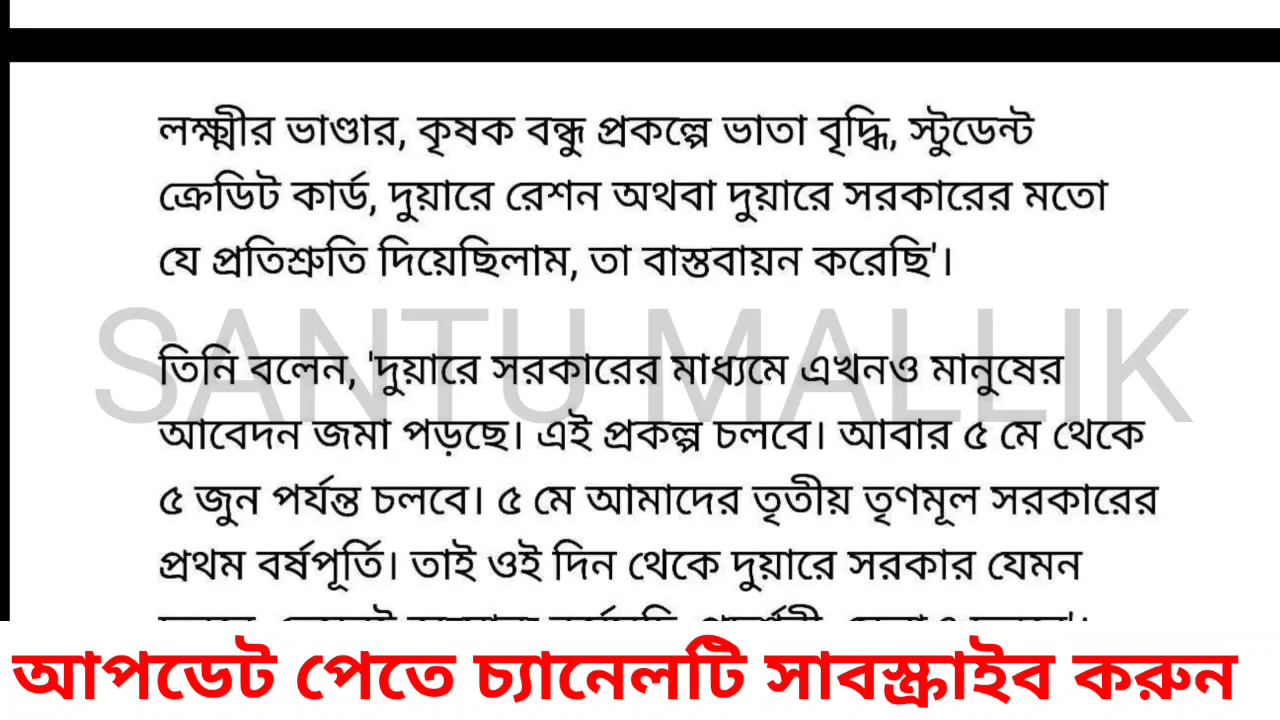 লক্ষ্মীর ভাণ্ডার, কৃষক বন্ধু প্রকল্পে ভাতা বৃদ্ধি, স্টুডেন্ট
ক্রেডিট কার্ড, দুয়ারে রেশন অথবা দুয়ারে সরকারের মতো
যে প্রতিশ্রুতি দিয়েছিলাম, তা বাস্তবায়ন করেছি'।
SANTU MALLIK
তিনি বলেন, 'দুয়ারে সরকারের মাধ্যমে এখনও মানুষের
আবেদন জমা পড়ছে। এই প্রকল্প চলবে। আবার ৫ মে থেকে
৫ জুন পর্যন্ত চলবে। ৫ মে আমাদের তৃতীয় তৃণমূল সরকারের
প্রথম বর্ষপূর্তি। তাই ওই দিন থেকে দুয়ারে সরকার যেমন
আপডেট পেতে চ্যানেলটি সাবস্ক্রাইব করুন